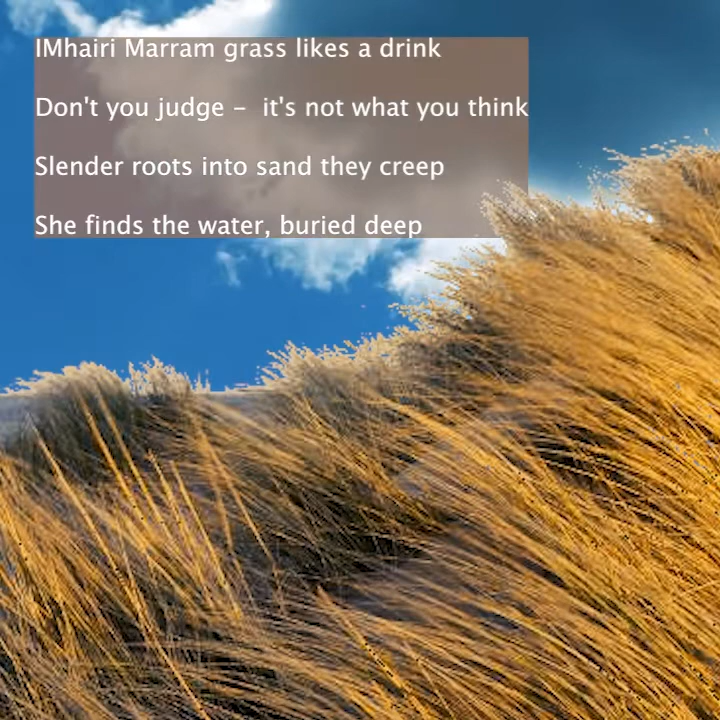 IMhairi Marram grass likes a drink
Don't you judge –  it's not what you think
Slender roots into sand they creep
She finds the water, buried deep